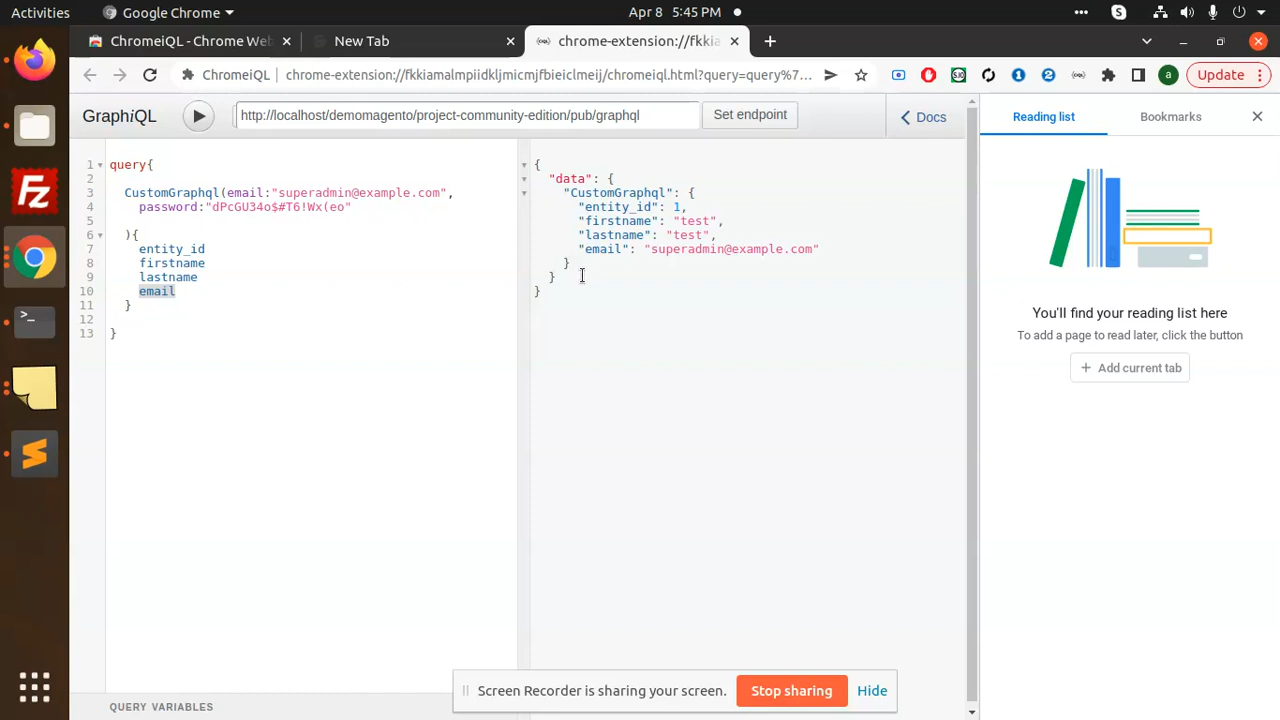 Activities
Google Chrome
Apr 8 5:45 PM
ChromeiQL - Chrome Web
New Tab
chrome-extension://fkkia
ChromeiQL
chrome-extension://fkkiamalmpiidkljmicmjfbieiclmeij/chromeiql.html?query=query%7...
a
Update
GraphiQL
http://localhost/demomagento/project-community-edition/pub/graphql
Set endpoint
Docs
Reading list
Bookmarks
1 query{
2
3 CustomGraphql(email:"superadmin@example.com",
4 password:"dPcGU34o$#T6!Wx(eo"
5
6 ){
7 entity_id
8 firstname
9 lastname
10 email
11 }
12
13 }
{
"data": {
"CustomGraphql": {
"entity_id": 1,
"firstname": "test",
"lastname": "test",
"email": "superadmin@example.com"
}
}
}
You'll find your reading list here
To add a page to read later, click the button
+ Add current tab
Screen Recorder is sharing your screen.
Stop sharing
Hide
QUERY VARIABLES